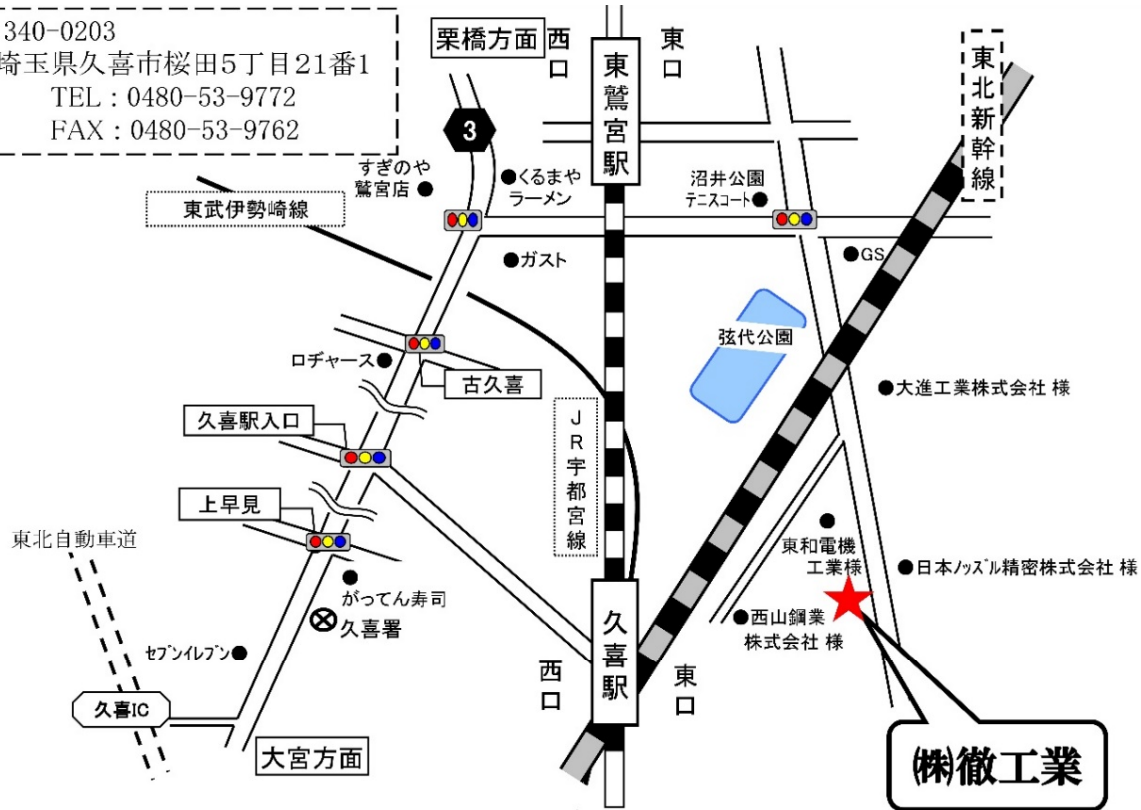 340-0203
埼玉県久喜市桜田5丁目21番1
TEL：0480-53-9772
FAX：0480-53-9762
栗橋方面
西口
東鷲宮駅
東口
東北新幹線
3
すぎのや
鷲宮店
くるまや
ラーメン
沼井公園
テニスコート
東武伊勢崎線
ガスト
GS
弦代公園
ロヂャース
古久喜
大進工業株式会社 様
久喜駅入口
JR宇都宮線
上早見
東北自動車道
東和電機
工業様
日本ノッズル精密株式会社 様
がってん寿司
久喜署
西山鋼業
株式会社 様
セブンイレブン
久喜駅
西口
東口
久喜IC
大宮方面
㈱徹工業